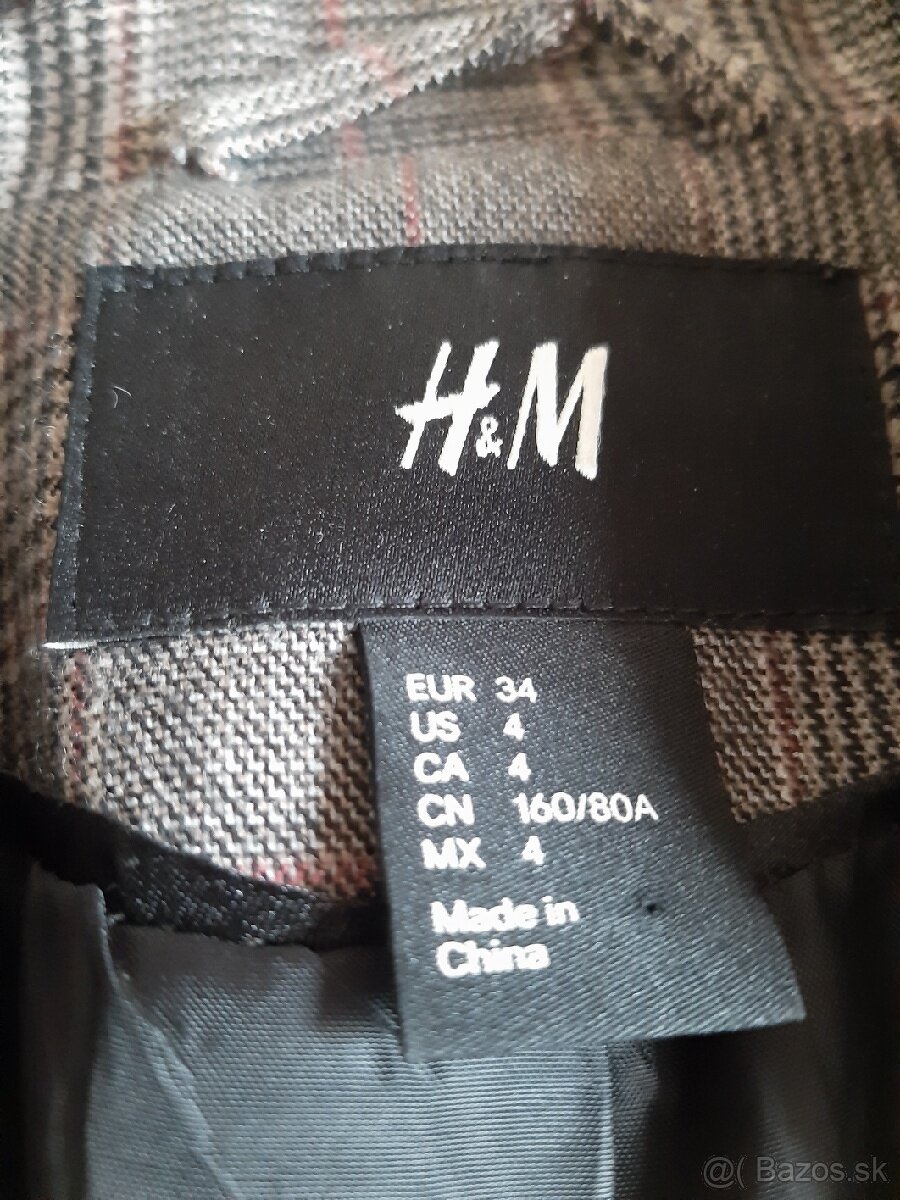 H&M
EUR 34
US 4
CA 4
CN 160/80A
MX 4
Made in
China
@( Bazos.sk